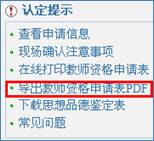 认定提示
查看申请信息
现场确认注意事项
在线打印教师资格申请表
导出教师资格申请表PDF
下载思想品德鉴定表
常见问题